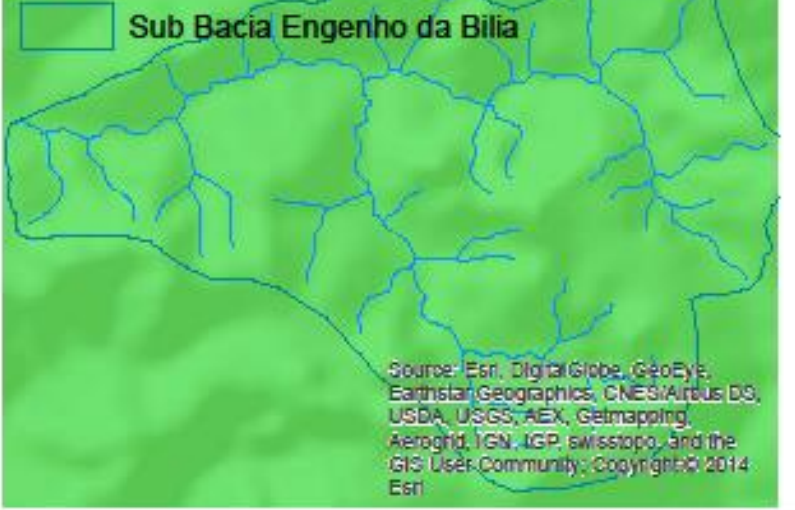 Sub Bacia Engenho da Bilia
Source: Esri, DigitalGlobe, GeoEye,
Earthstar Geographics, CNES/Airbus DS,
USDA, USGS, AEX, Getmapping,
Aerogrid, IGN, IGP, swisstopo, and the
GIS User Community; Copyright:© 2014
Esri